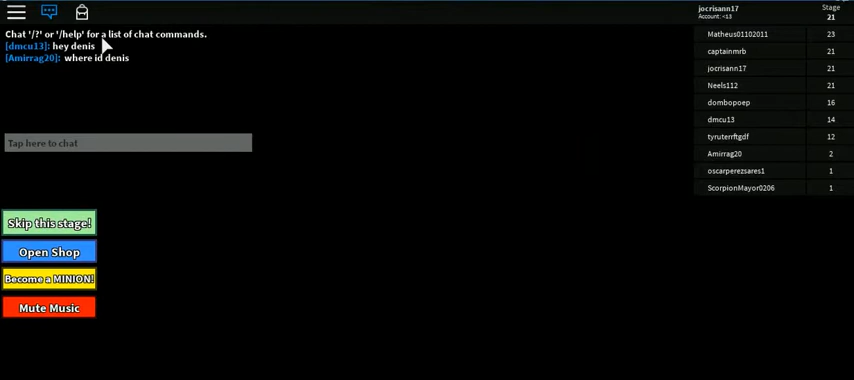 jocrisann17
Account: <13
Stage
21
Chat '/?' or '/help' for a list of chat commands.
[dmcu13]: hey denis
[Amirrag20]: where id denis
Tap here to chat
Matheus01102011 23
captainmrb 21
jocrisann17 21
Neels112 21
dombopoep 16
dmcu13 14
tyruterrftgdf 12
Amirrag20 2
oscarperezsares1 1
ScorpionMayor0206 1
Skip this stage!
Open Shop
Become a MINION!
Mute Music